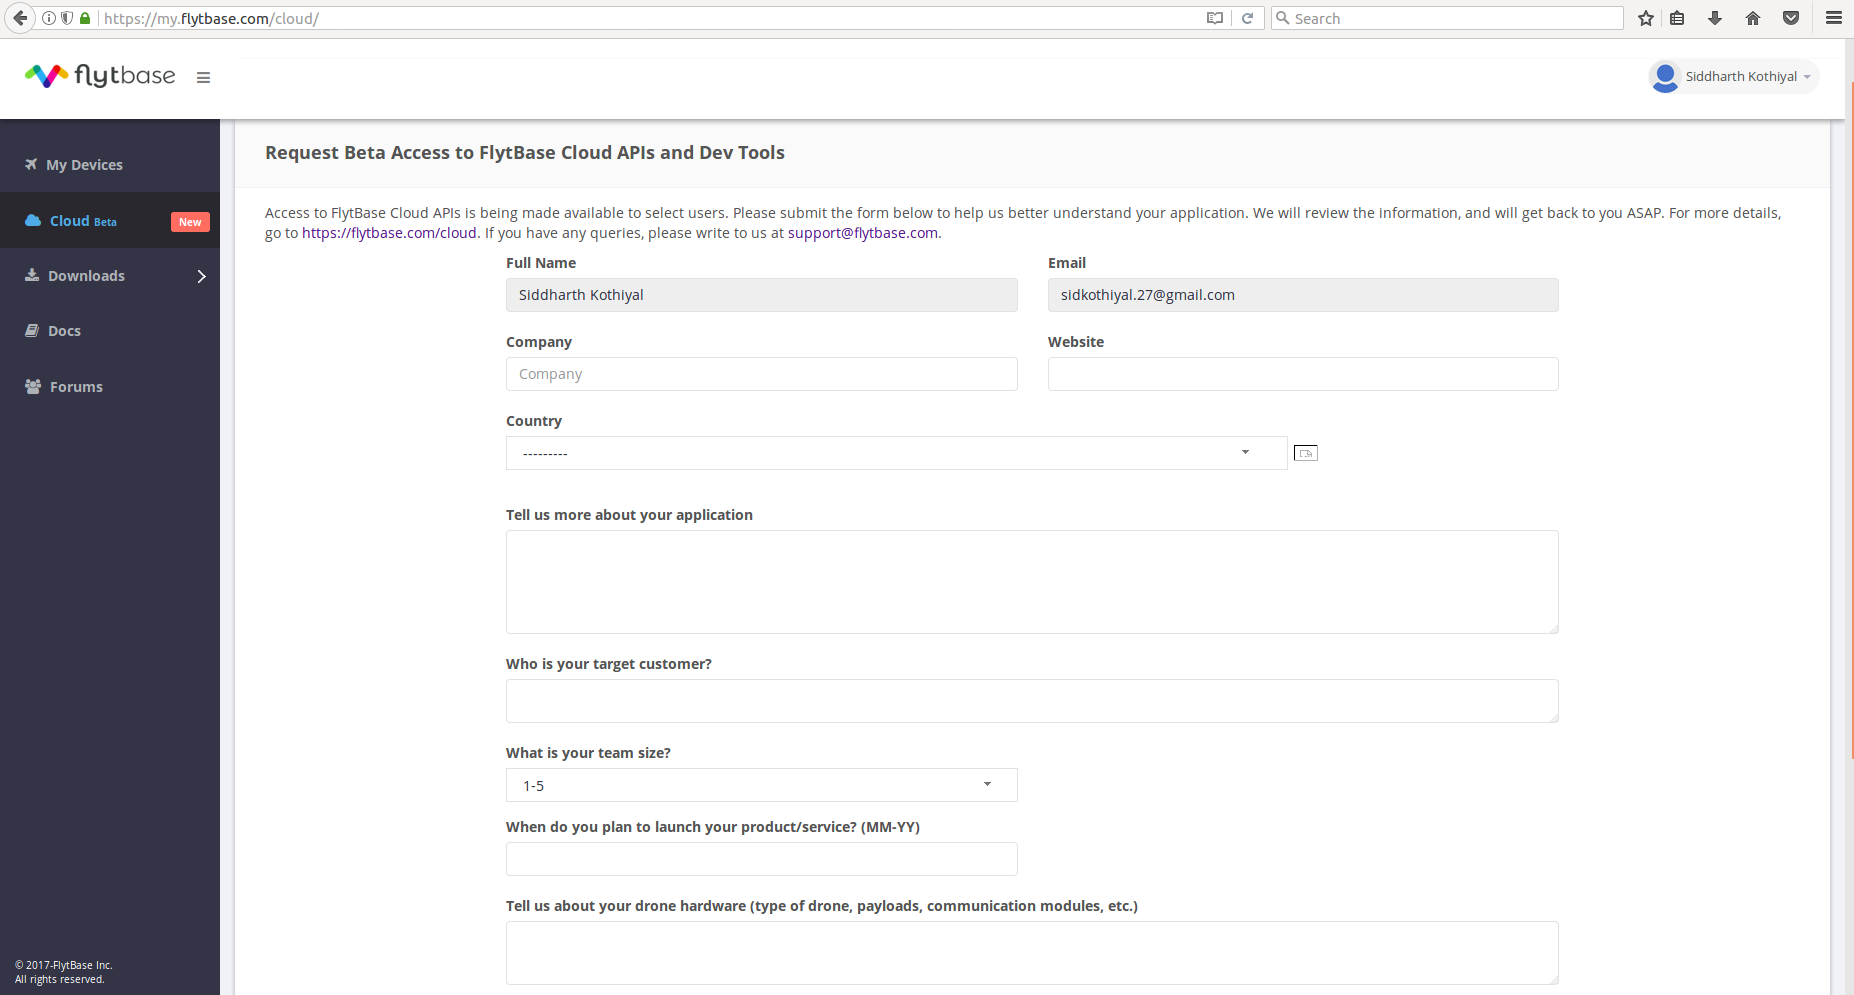 https://my.flytbase.com/cloud/
Search
flytbase
Siddharth Kothiyal
My Devices
Cloud Beta
New
Downloads
Docs
Forums
© 2017-FlytBase Inc.
All rights reserved.
Request Beta Access to FlytBase Cloud APIs and Dev Tools
Access to FlytBase Cloud APIs is being made available to select users. Please submit the form below to help us better understand your application. We will review the information, and will get back to you ASAP. For more details,
go to https://flytbase.com/cloud. If you have any queries, please write to us at support@flytbase.com.
Full Name
Siddharth Kothiyal
Email
sidkothiyal.27@gmail.com
Company
Company
Website
Country
---------
Tell us more about your application
Who is your target customer?
What is your team size?
1-5
When do you plan to launch your product/service? (MM-YY)
Tell us about your drone hardware (type of drone, payloads, communication modules, etc.)